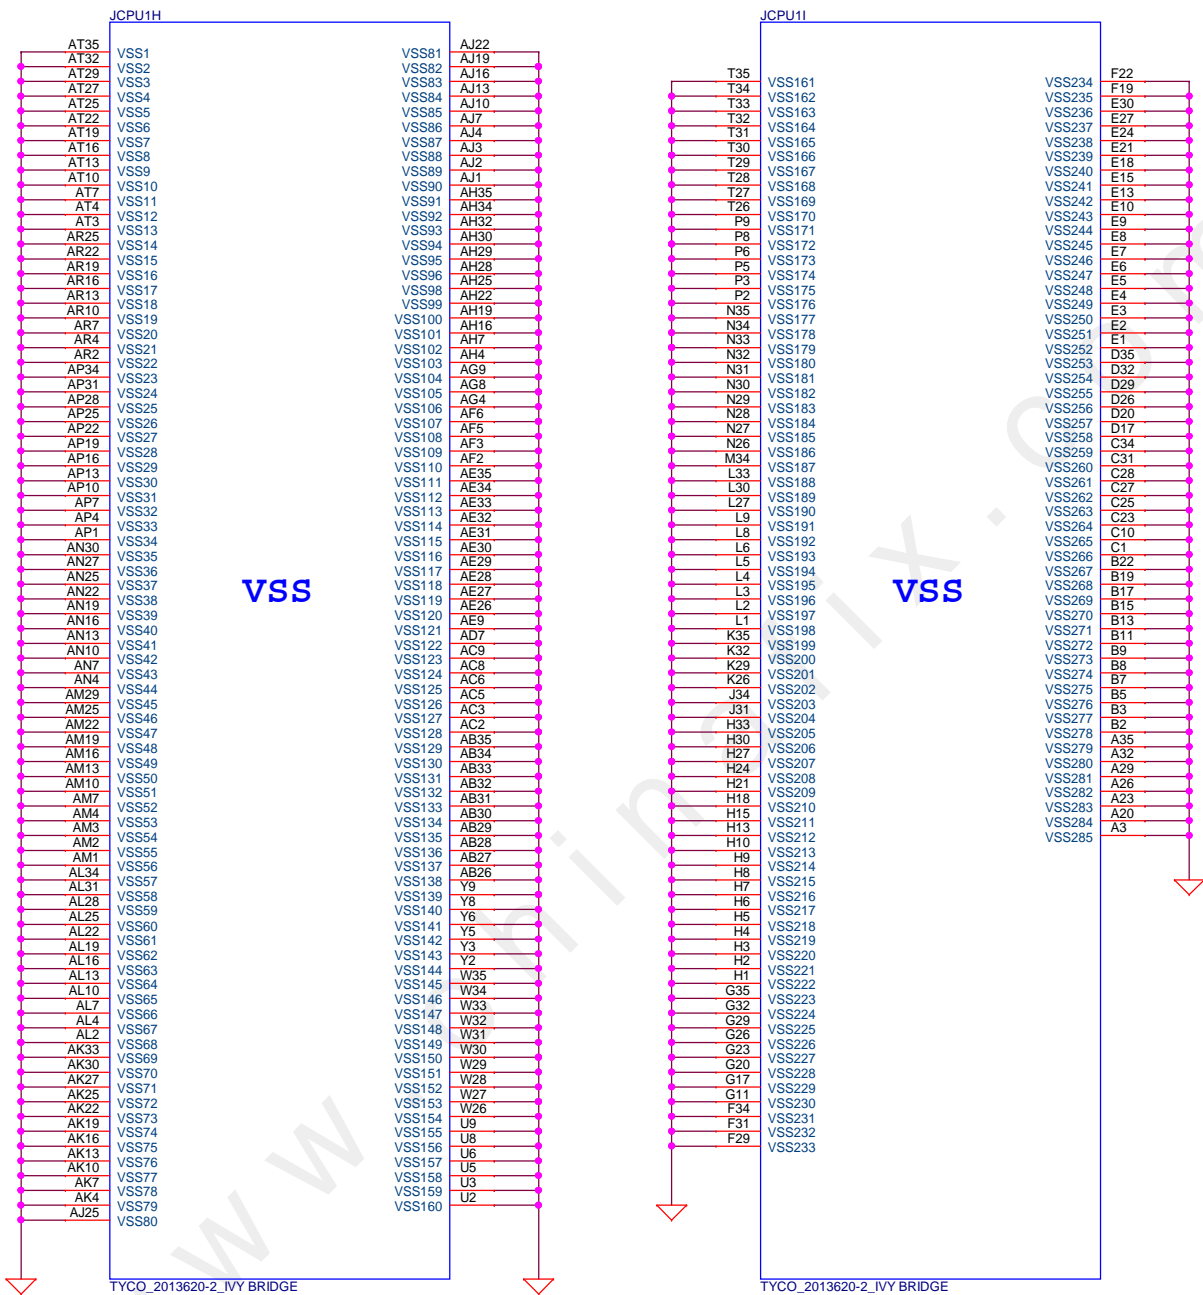 JCPU1H
AT35 VSS1
AT32 VSS2
AT29 VSS3
AT27 VSS4
AT25 VSS5
AT22 VSS6
AT19 VSS7
AT16 VSS8
AT13 VSS9
AT10 VSS10
AT7 VSS11
AT4 VSS12
AT3 VSS13
AR25 VSS14
AR22 VSS15
AR19 VSS16
AR16 VSS17
AR13 VSS18
AR10 VSS19
AR7 VSS20
AR4 VSS21
AR2 VSS22
AP34 VSS23
AP31 VSS24
AP28 VSS25
AP25 VSS26
AP22 VSS27
AP19 VSS28
AP16 VSS29
AP13 VSS30
AP10 VSS31
AP7 VSS32
AP4 VSS33
AP1 VSS34
AN30 VSS35
AN27 VSS36
AN25 VSS37
AN22 VSS38
AN19 VSS39
AN16 VSS40
AN13 VSS41
AN10 VSS42
AN7 VSS43
AN4 VSS44
AM29 VSS45
AM25 VSS46
AM22 VSS47
AM19 VSS48
AM16 VSS49
AM13 VSS50
AM10 VSS51
AM7 VSS52
AM4 VSS53
AM3 VSS54
AM2 VSS55
AM1 VSS56
AL34 VSS57
AL31 VSS58
AL28 VSS59
AL25 VSS60
AL22 VSS61
AL19 VSS62
AL16 VSS63
AL13 VSS64
AL10 VSS65
AL7 VSS66
AL4 VSS67
AL2 VSS68
AK33 VSS69
AK30 VSS70
AK27 VSS71
AK25 VSS72
AK22 VSS73
AK19 VSS74
AK16 VSS75
AK13 VSS76
AK10 VSS77
AK7 VSS78
AK4 VSS79
AJ25 VSS80
VSS
VSS81 AJ22
VSS82 AJ19
VSS83 AJ16
VSS84 AJ13
VSS85 AJ10
VSS86 AJ7
VSS87 AJ4
VSS88 AJ3
VSS89 AJ2
VSS90 AJ1
VSS91 AH35
VSS92 AH34
VSS93 AH32
VSS94 AH30
VSS95 AH29
VSS96 AH28
VSS98 AH25
VSS99 AH22
VSS100 AH19
VSS101 AH16
VSS102 AH7
VSS103 AH4
VSS104 AG9
VSS105 AG8
VSS106 AG4
VSS107 AF6
VSS108 AF5
VSS109 AF3
VSS110 AF2
VSS111 AE35
VSS112 AE34
VSS113 AE33
VSS114 AE32
VSS115 AE31
VSS116 AE30
VSS117 AE29
VSS118 AE28
VSS119 AE27
VSS120 AE26
VSS121 AE9
VSS122 AD7
VSS123 AC9
VSS124 AC8
VSS125 AC6
VSS126 AC5
VSS127 AC3
VSS128 AC2
VSS129 AB35
VSS130 AB34
VSS131 AB33
VSS132 AB32
VSS133 AB31
VSS134 AB30
VSS135 AB29
VSS136 AB28
VSS137 AB27
VSS138 AB26
VSS139 Y9
VSS140 Y8
VSS141 Y6
VSS142 Y5
VSS143 Y3
VSS144 Y2
VSS145 W35
VSS146 W34
VSS147 W33
VSS148 W32
VSS149 W31
VSS150 W30
VSS151 W29
VSS152 W28
VSS153 W27
VSS154 W26
VSS155 U9
VSS156 U8
VSS157 U6
VSS158 U5
VSS159 U3
VSS160 U2
TYCO_2013620-2_IVY BRIDGE
JCPU1I
T35 VSS161
T34 VSS162
T33 VSS163
T32 VSS164
T31 VSS165
T30 VSS166
T29 VSS167
T28 VSS168
T27 VSS169
T26 VSS170
P9 VSS171
P8 VSS172
P6 VSS173
P5 VSS174
P3 VSS175
P2 VSS176
N35 VSS177
N34 VSS178
N33 VSS179
N32 VSS180
N31 VSS181
N30 VSS182
N29 VSS183
N28 VSS184
N27 VSS185
N26 VSS186
M34 VSS187
L33 VSS188
L30 VSS189
L27 VSS190
L9 VSS191
L8 VSS192
L6 VSS193
L5 VSS194
L4 VSS195
L3 VSS196
L2 VSS197
L1 VSS198
K35 VSS199
K32 VSS200
K29 VSS201
K26 VSS202
J34 VSS203
J31 VSS204
H33 VSS205
H30 VSS206
H27 VSS207
H24 VSS208
H21 VSS209
H18 VSS210
H15 VSS211
H13 VSS212
H10 VSS213
H9 VSS214
H8 VSS215
H7 VSS216
H6 VSS217
H5 VSS218
H4 VSS219
H3 VSS220
H2 VSS221
H1 VSS222
G35 VSS223
G32 VSS224
G29 VSS225
G26 VSS226
G23 VSS227
G20 VSS228
G17 VSS229
G11 VSS230
F34 VSS231
F31 VSS232
F29 VSS233
VSS
VSS234 F22
VSS235 F19
VSS236 E30
VSS237 E27
VSS238 E24
VSS239 E21
VSS240 E18
VSS241 E15
VSS242 E13
VSS243 E10
VSS244 E9
VSS245 E8
VSS246 E7
VSS247 E6
VSS248 E5
VSS249 E4
VSS250 E3
VSS251 E2
VSS252 E1
VSS253 D35
VSS254 D32
VSS255 D29
VSS256 D26
VSS257 D20
VSS258 D17
VSS259 C34
VSS260 C31
VSS261 C28
VSS262 C27
VSS263 C25
VSS264 C23
VSS265 C10
VSS266 C1
VSS267 B22
VSS268 B19
VSS269 B17
VSS270 B15
VSS271 B13
VSS272 B11
VSS273 B9
VSS274 B8
VSS275 B7
VSS276 B5
VSS277 B3
VSS278 B2
VSS279 A35
VSS280 A32
VSS281 A29
VSS282 A26
VSS283 A23
VSS284 A20
VSS285 A3
TYCO_2013620-2_IVY BRIDGE